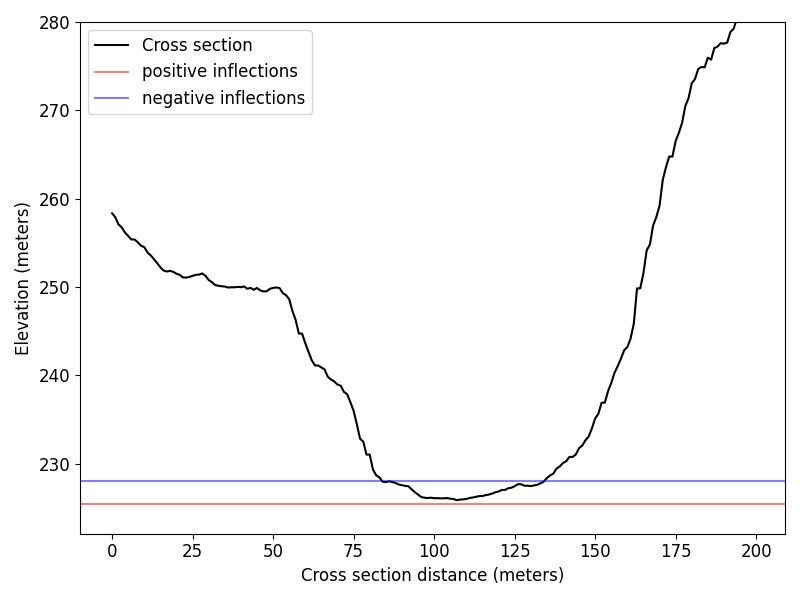 Cross section
positive inflections
negative inflections
280
270
260
250
240
230
Elevation (meters)
0 25 50 75 100 125 150 175 200
Cross section distance (meters)